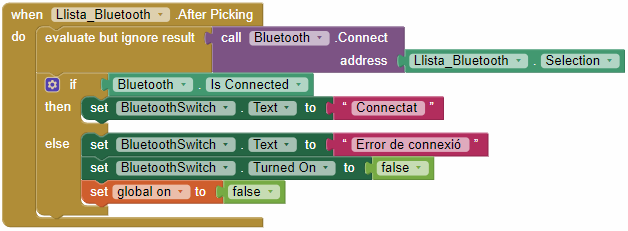 when Llista_Bluetooth .After Picking
do evaluate but ignore result call Bluetooth .Connect
address Llista_Bluetooth . Selection
if Bluetooth . Is Connected
then set BluetoothSwitch . Text to " Connectat "
else set BluetoothSwitch . Text to " Error de connexió "
set BluetoothSwitch . Turned On to false
set global on to false